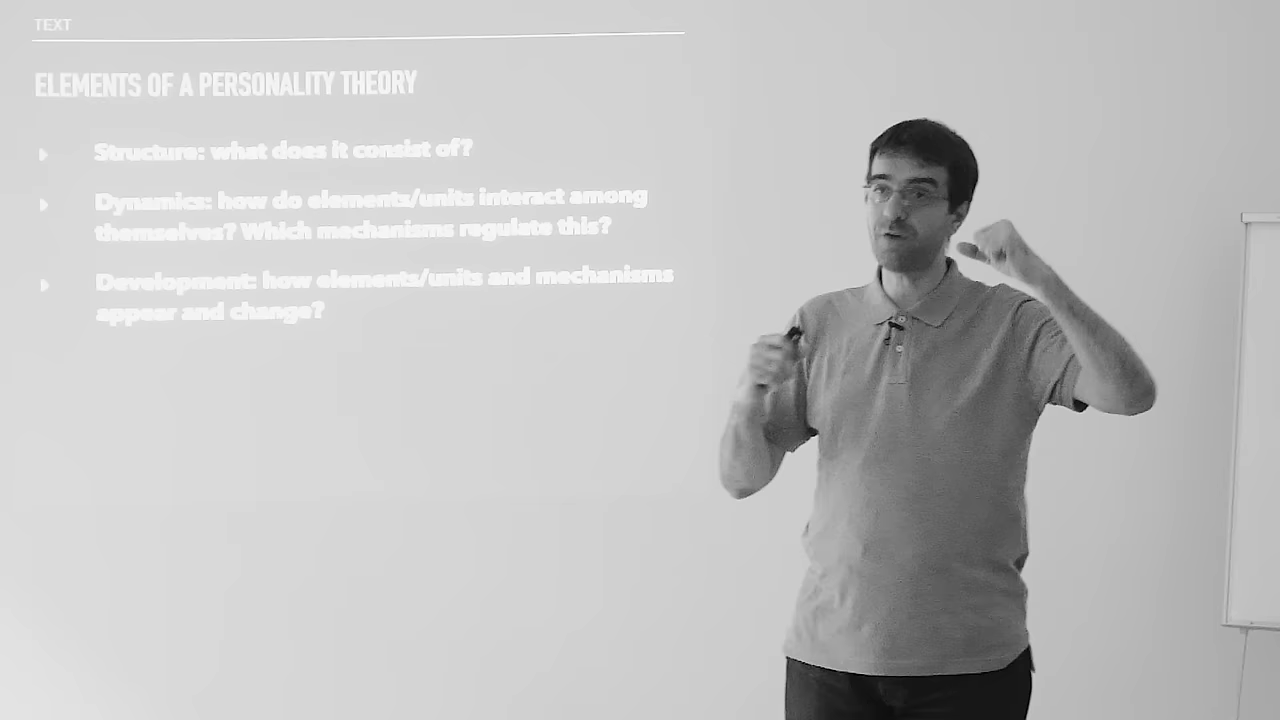 TEXT
ELEMENTS OF A PERSONALITY THEORY
Structure: what does it consist of?
Dynamics: how do elements/units interact among
themselves? Which mechanisms regulate this?
Development: how elements/units and mechanisms
appear and change?